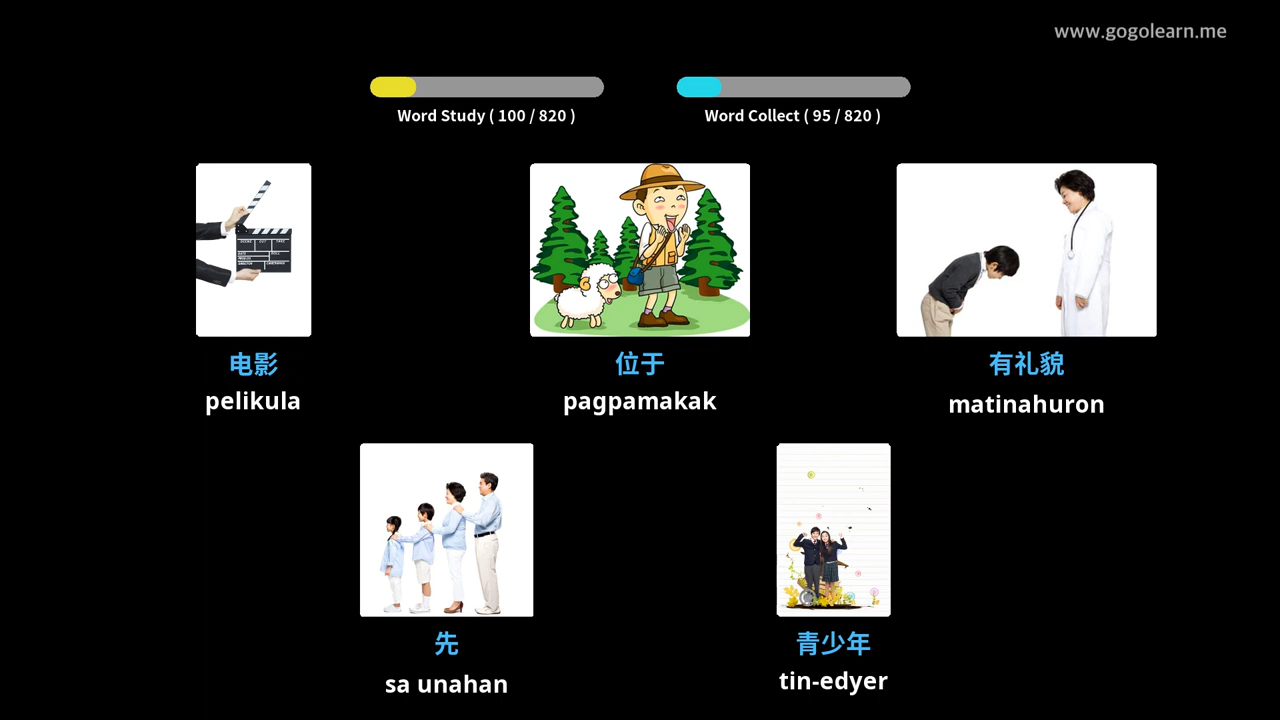 www.gogolearn.me
Word Study ( 100 / 820 )
Word Collect ( 95 / 820 )
电影
pelikula
位于
pagpamakak
有礼貌
matinahuron
先
sa unahan
青少年
tin-edyer